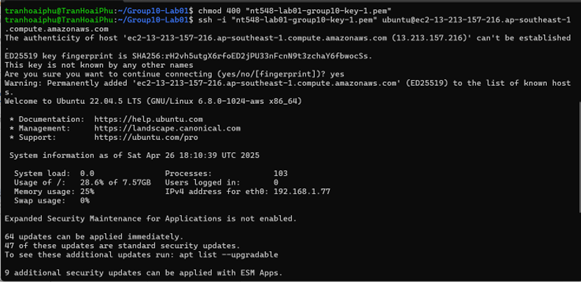 tranhoaiphu@TranHoaiPhu:~/Group10-Lab01$ chmod 400 "nt548-lab01-group10-key-1.pem"
tranhoaiphu@TranHoaiPhu:~/Group10-Lab01$ ssh -i "nt548-lab01-group10-key-1.pem" ubuntu@ec2-13-213-157-216.ap-southeast-1
.compute.amazonaws.com
The authenticity of host 'ec2-13-213-157-216.ap-southeast-1.compute.amazonaws.com (13.213.157.216)' can't be established
.
ED25519 key fingerprint is SHA256:rH2vh5utgX6rfoED2jPU33nFcnN9t3zchaY6fbwocSs.
This key is not known by any other names
Are you sure you want to continue connecting (yes/no/[fingerprint])? yes
Warning: Permanently added 'ec2-13-213-157-216.ap-southeast-1.compute.amazonaws.com' (ED25519) to the list of known host
s.
Welcome to Ubuntu 22.04.5 LTS (GNU/Linux 6.8.0-1024-aws x86_64)
* Documentation: https://help.ubuntu.com
* Management: https://landscape.canonical.com
* Support: https://ubuntu.com/pro
System information as of Sat Apr 26 18:10:39 UTC 2025
System load: 0.0 Processes: 103
Usage of /: 28.6% of 7.57GB Users logged in: 0
Memory usage: 25% IPv4 address for eth0: 192.168.1.77
Swap usage: 0%
Expanded Security Maintenance for Applications is not enabled.
64 updates can be applied immediately.
47 of these updates are standard security updates.
To see these additional updates run: apt list --upgradable
9 additional security updates can be applied with ESM Apps.